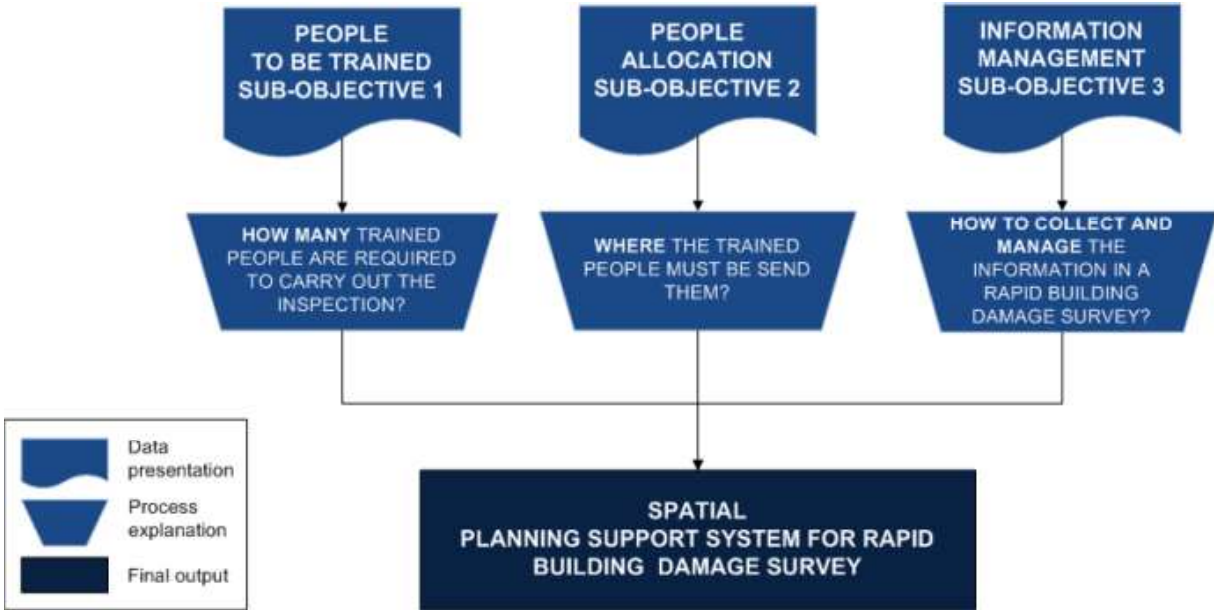 PEOPLE
TO BE TRAINED
SUB-OBJECTIVE 1
PEOPLE
ALLOCATION
SUB-OBJECTIVE 2
INFORMATION
MANAGEMENT
SUB-OBJECTIVE 3
HOW MANY TRAINED
PEOPLE ARE REQUIRED
TO CARRY OUT THE
INSPECTION?
WHERE THE TRAINED
PEOPLE MUST BE SEND
THEM?
HOW TO COLLECT AND
MANAGE THE
INFORMATION IN A
RAPID BUILDING
DAMAGE SURVEY?
Data
presentation
Process
explanation
Final output
SPATIAL
PLANNING SUPPORT SYSTEM FOR RAPID
BUILDING DAMAGE SURVEY